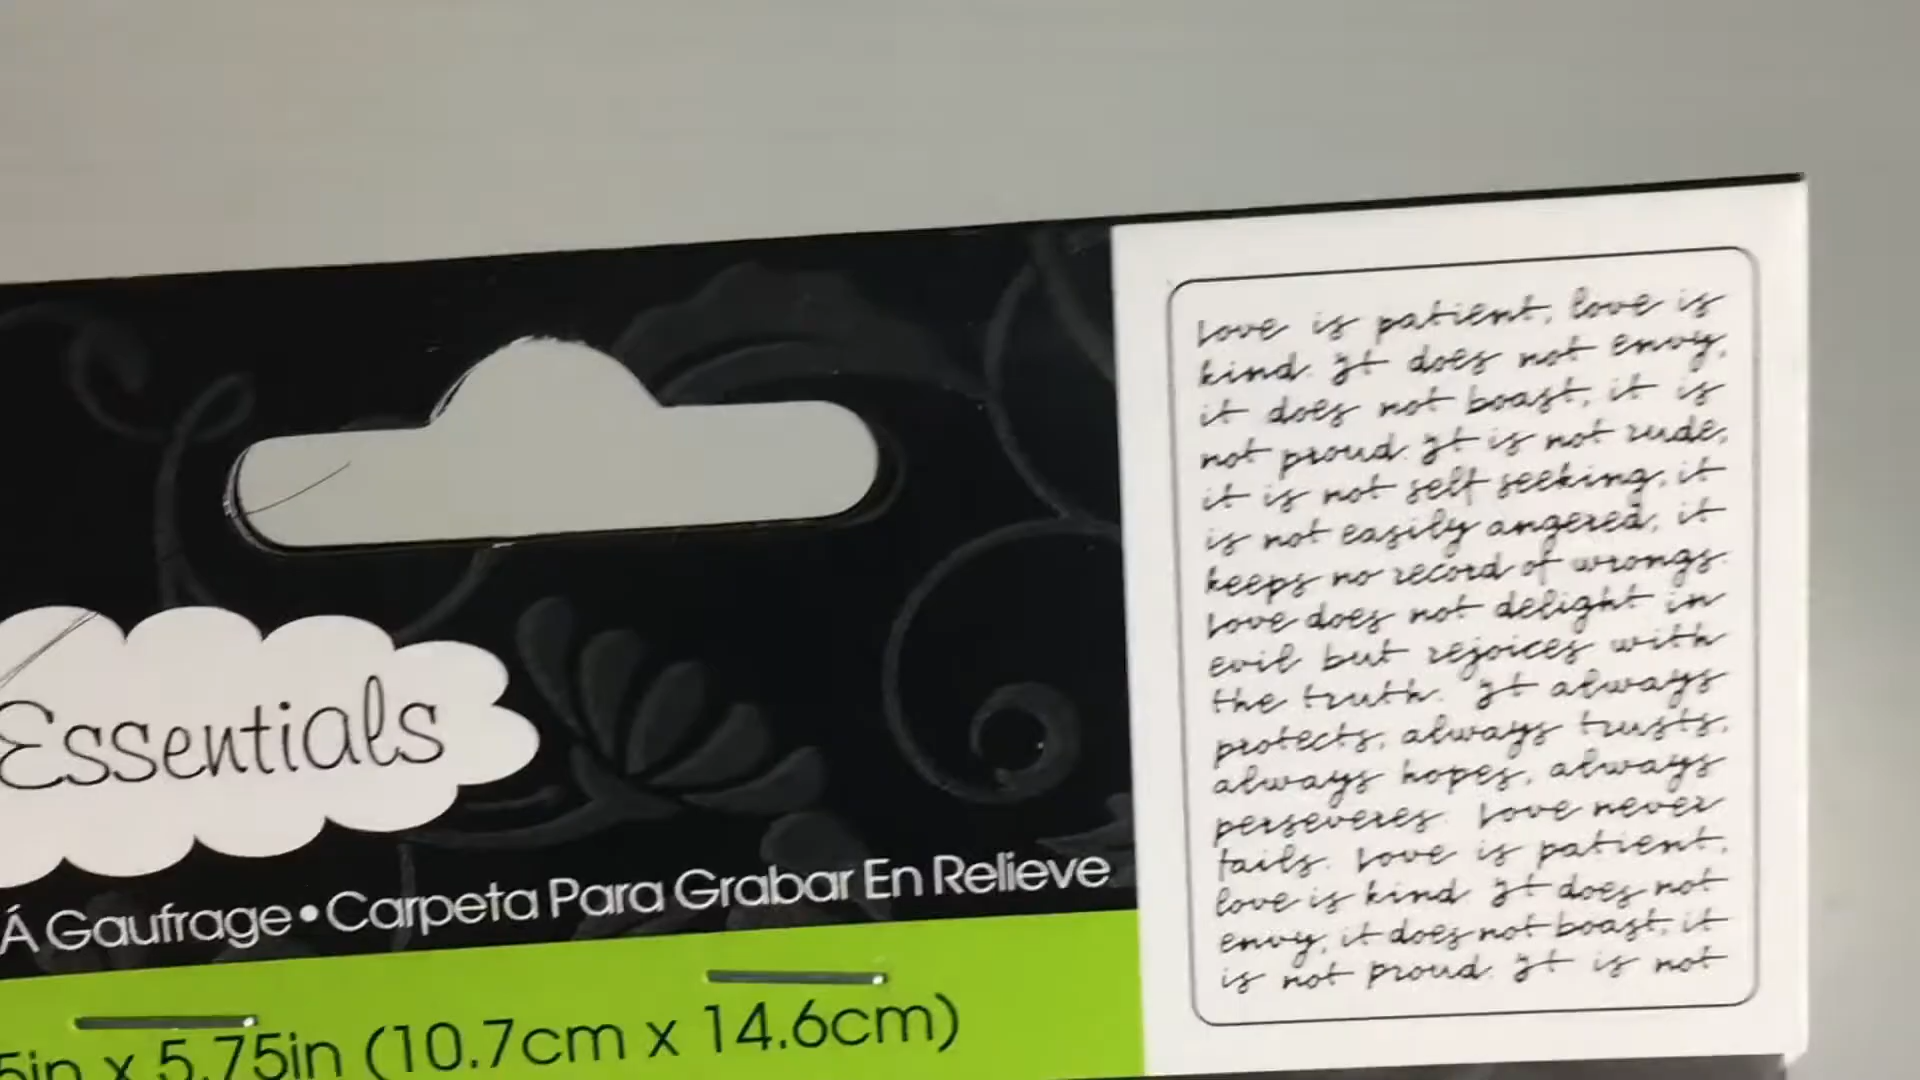 Essentials
Á Gaufrage • Carpeta Para Grabar En Relieve
5in x 5.75in (10.7cm x 14.6cm)
Love is patient, love is
kind. It does not envy,
it does not boast, it is
not proud. It is not rude,
it is not self seeking, it
is not easily angered, it
keeps no record of wrongs.
Love does not delight in
evil but rejoices with
the truth. It always
protects, always trusts,
always hopes, always
perseveres. Love never
fails. Love is patient,
love is kind. It does not
envy, it does not boast, it
is not proud. It is not